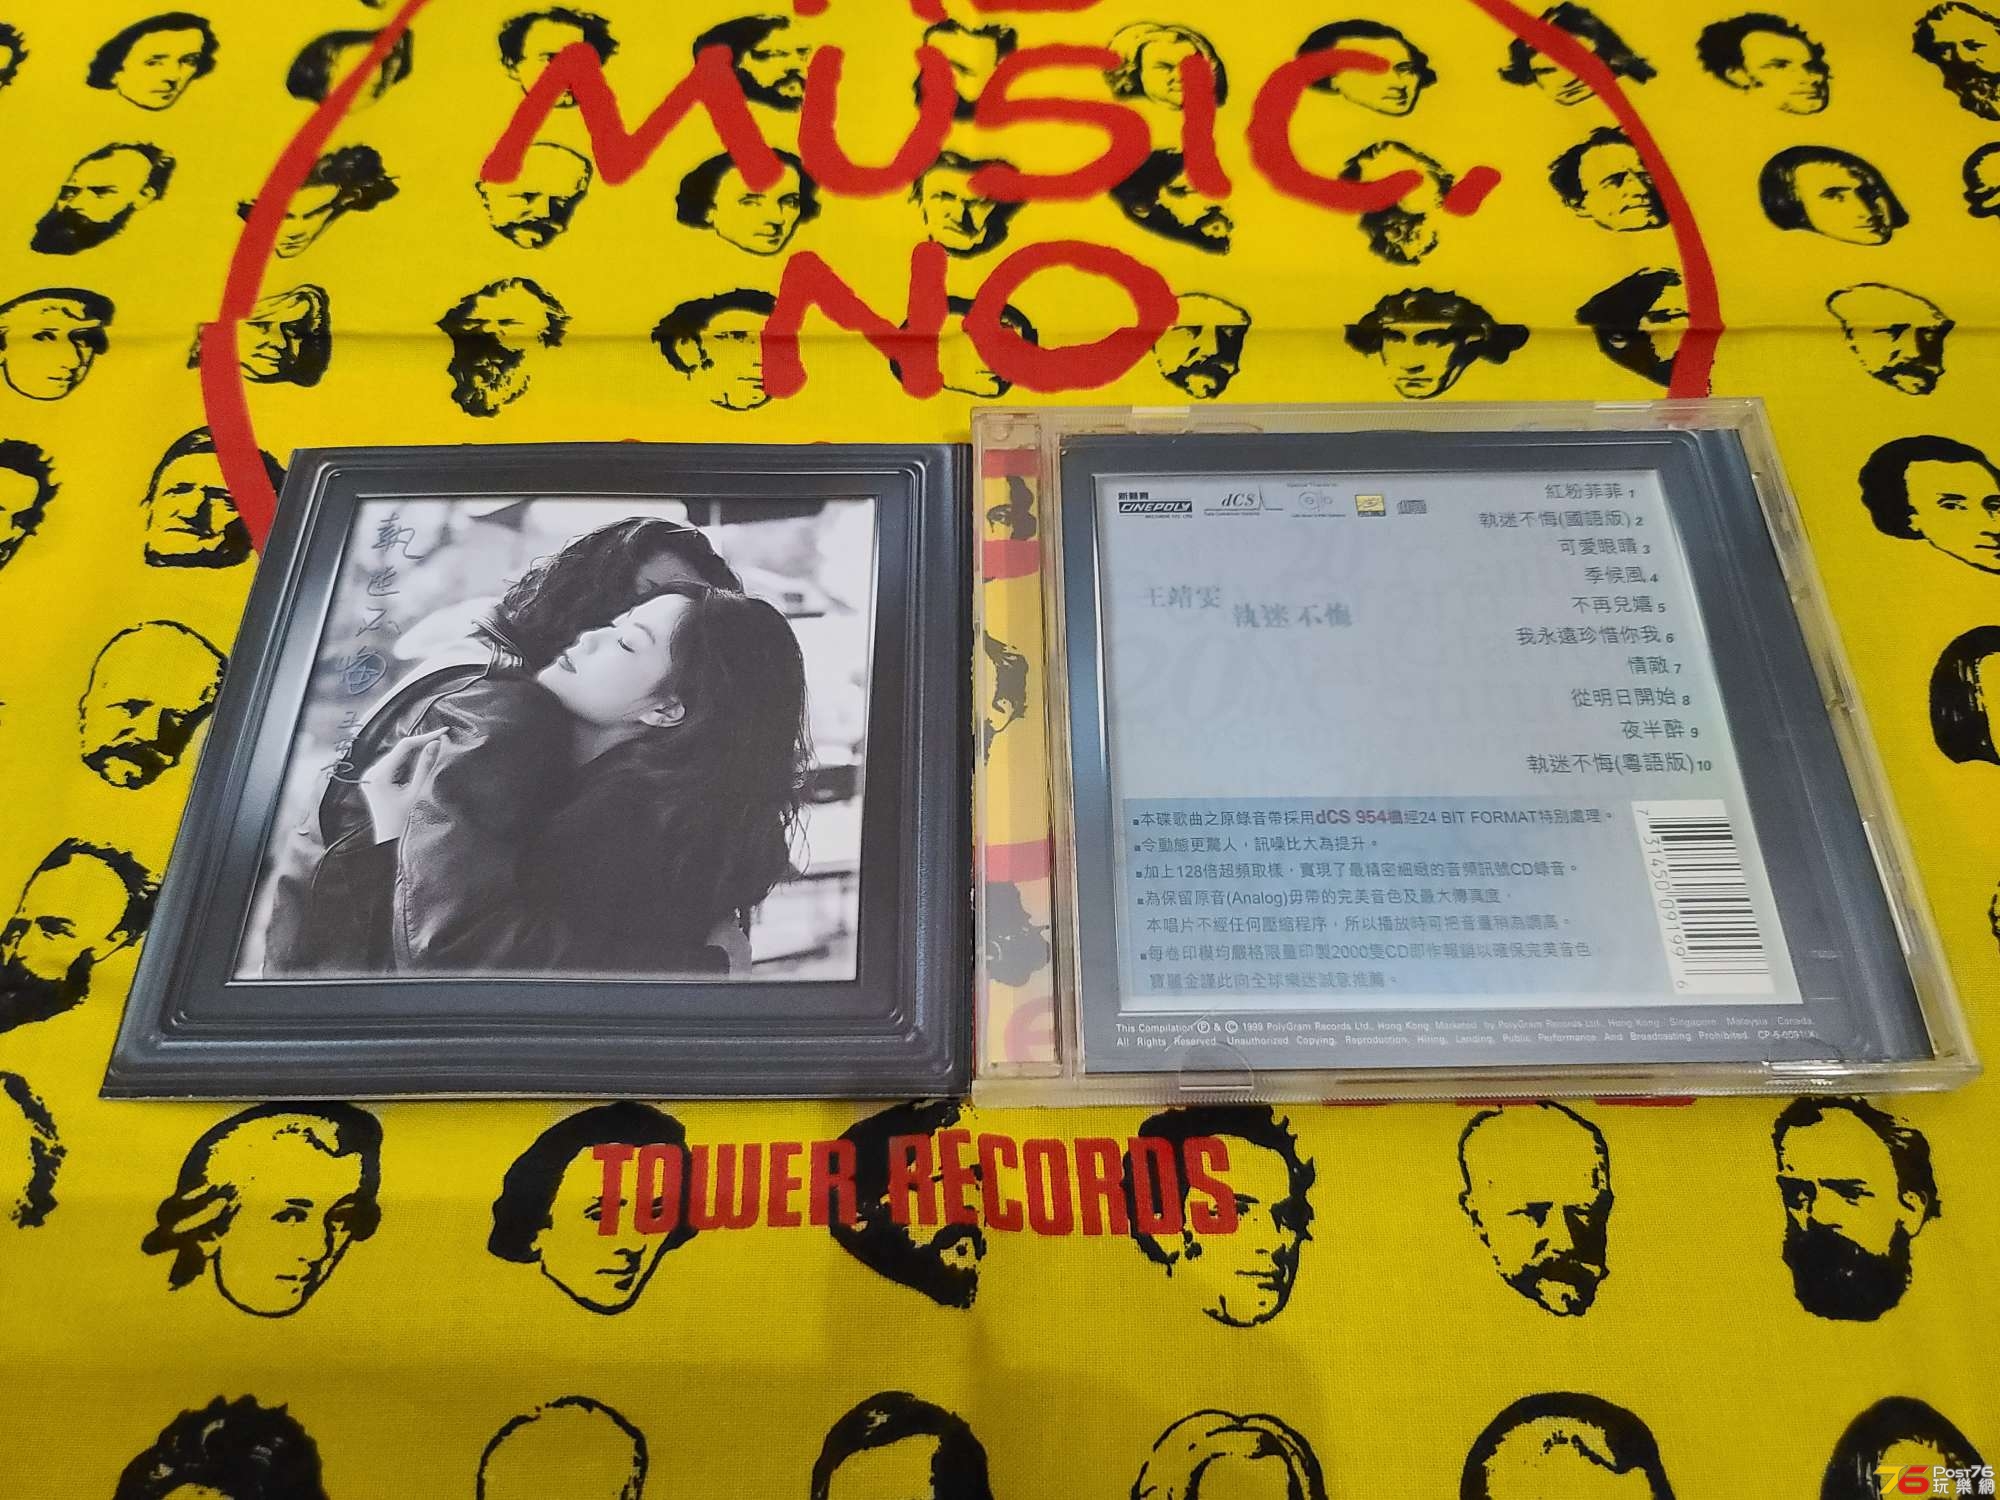 MUSIC,
NO
執迷不悔
王靖雯
新藝寶
CINEPOLY
dCS
紅粉菲菲 1
執迷不悔(國語版) 2
可愛眼睛 3
季候風 4
不再兒嬉 5
我永遠珍惜你我 6
情敵 7
從明日開始 8
夜半醉 9
執迷不悔(粵語版) 10
王靖雯
執迷不悔
本碟歌曲之原錄音帶採用dCS 954機經24 BIT FORMAT特別處理。
令動態更驚人，訊噪比大為提升。
加上128倍超頻取樣，實現了最精密細緻的音頻訊號CD錄音。
為保留原音(Analog)毋帶的完美音色及最大傳真度，
本唱片不經任何壓縮程序，所以播放時可把音量稍為調高。
每卷印模均嚴格限量印製2000隻CD即作報銷以確保完美音色
寶麗金謹此向全球樂迷誠意推薦。
7 31450 09199 6
This Compilation Ⓟ & © 1999 PolyGram Records Ltd., Hong Kong. Marketed by PolyGram Records Ltd., Hong Kong. Singapore. Malaysia. Canada.
All Rights Reserved. Unauthorized Copying, Reproduction, Hiring, Lending, Public Performance And Broadcasting Prohibited.
TOWER RECORDS
76 POST76
玩樂網